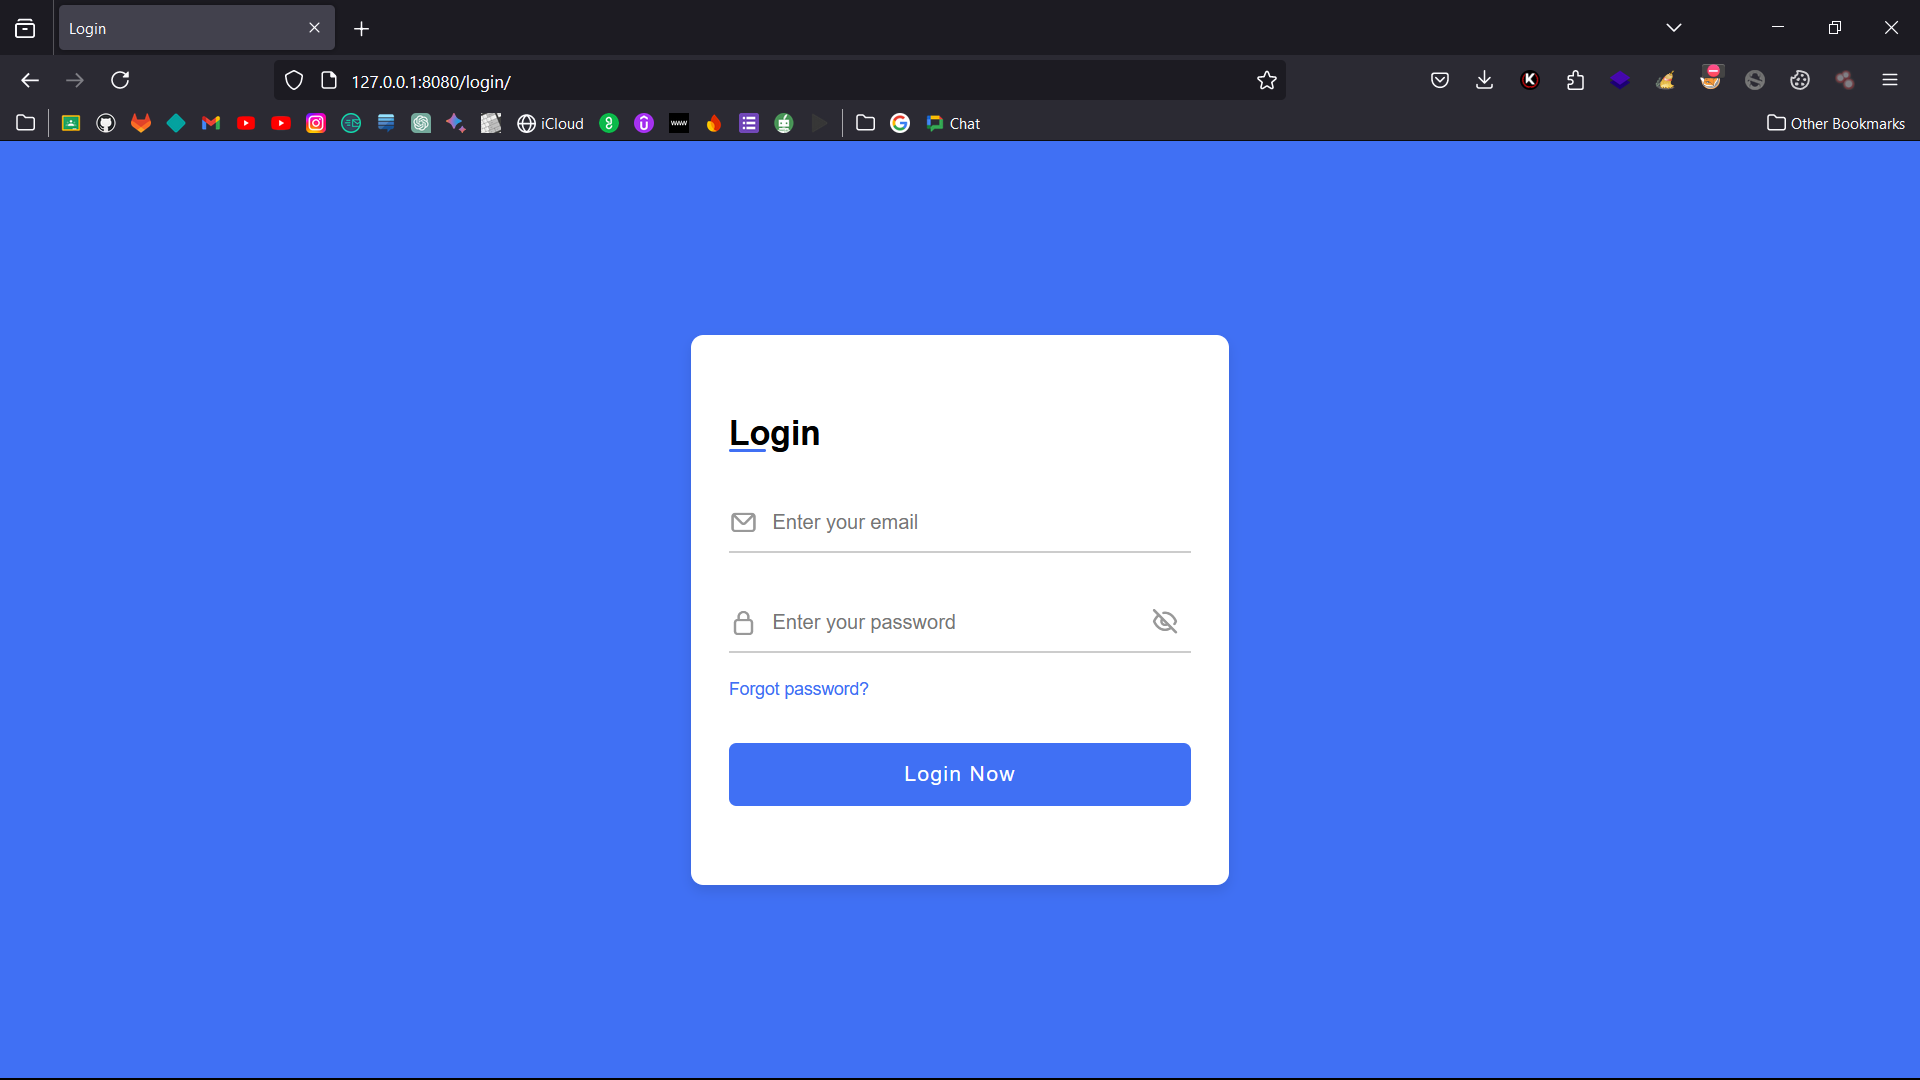 Login
127.0.0.1:8080/login/
iCloud
www
Chat
Other Bookmarks
Login
Enter your email
Enter your password
Forgot password?
Login Now